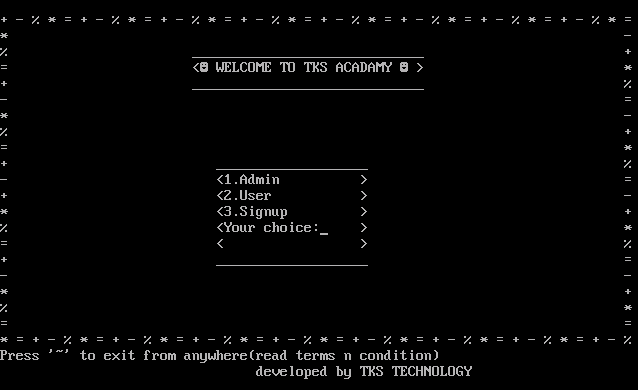 + - % * = + - % * = + - % * = + - % * = + - % * = + - % * = + - % * = + - % * =
* -
% +
= <☻ WELCOME TO TKS ACADAMY ☻ > *
+ %
- =
* -
% +
= *
+ %
- <1.Admin > =
+ <2.User > -
* <3.Signup > +
% <Your choice:_ > *
= < > %
+ =
- -
* +
% *
= %
* = + - % * = + - % * = + - % * = + - % * = + - % * = + - % * = + - % * = + - %
Press '~' to exit from anywhere(read terms n condition)
developed by TKS TECHNOLOGY